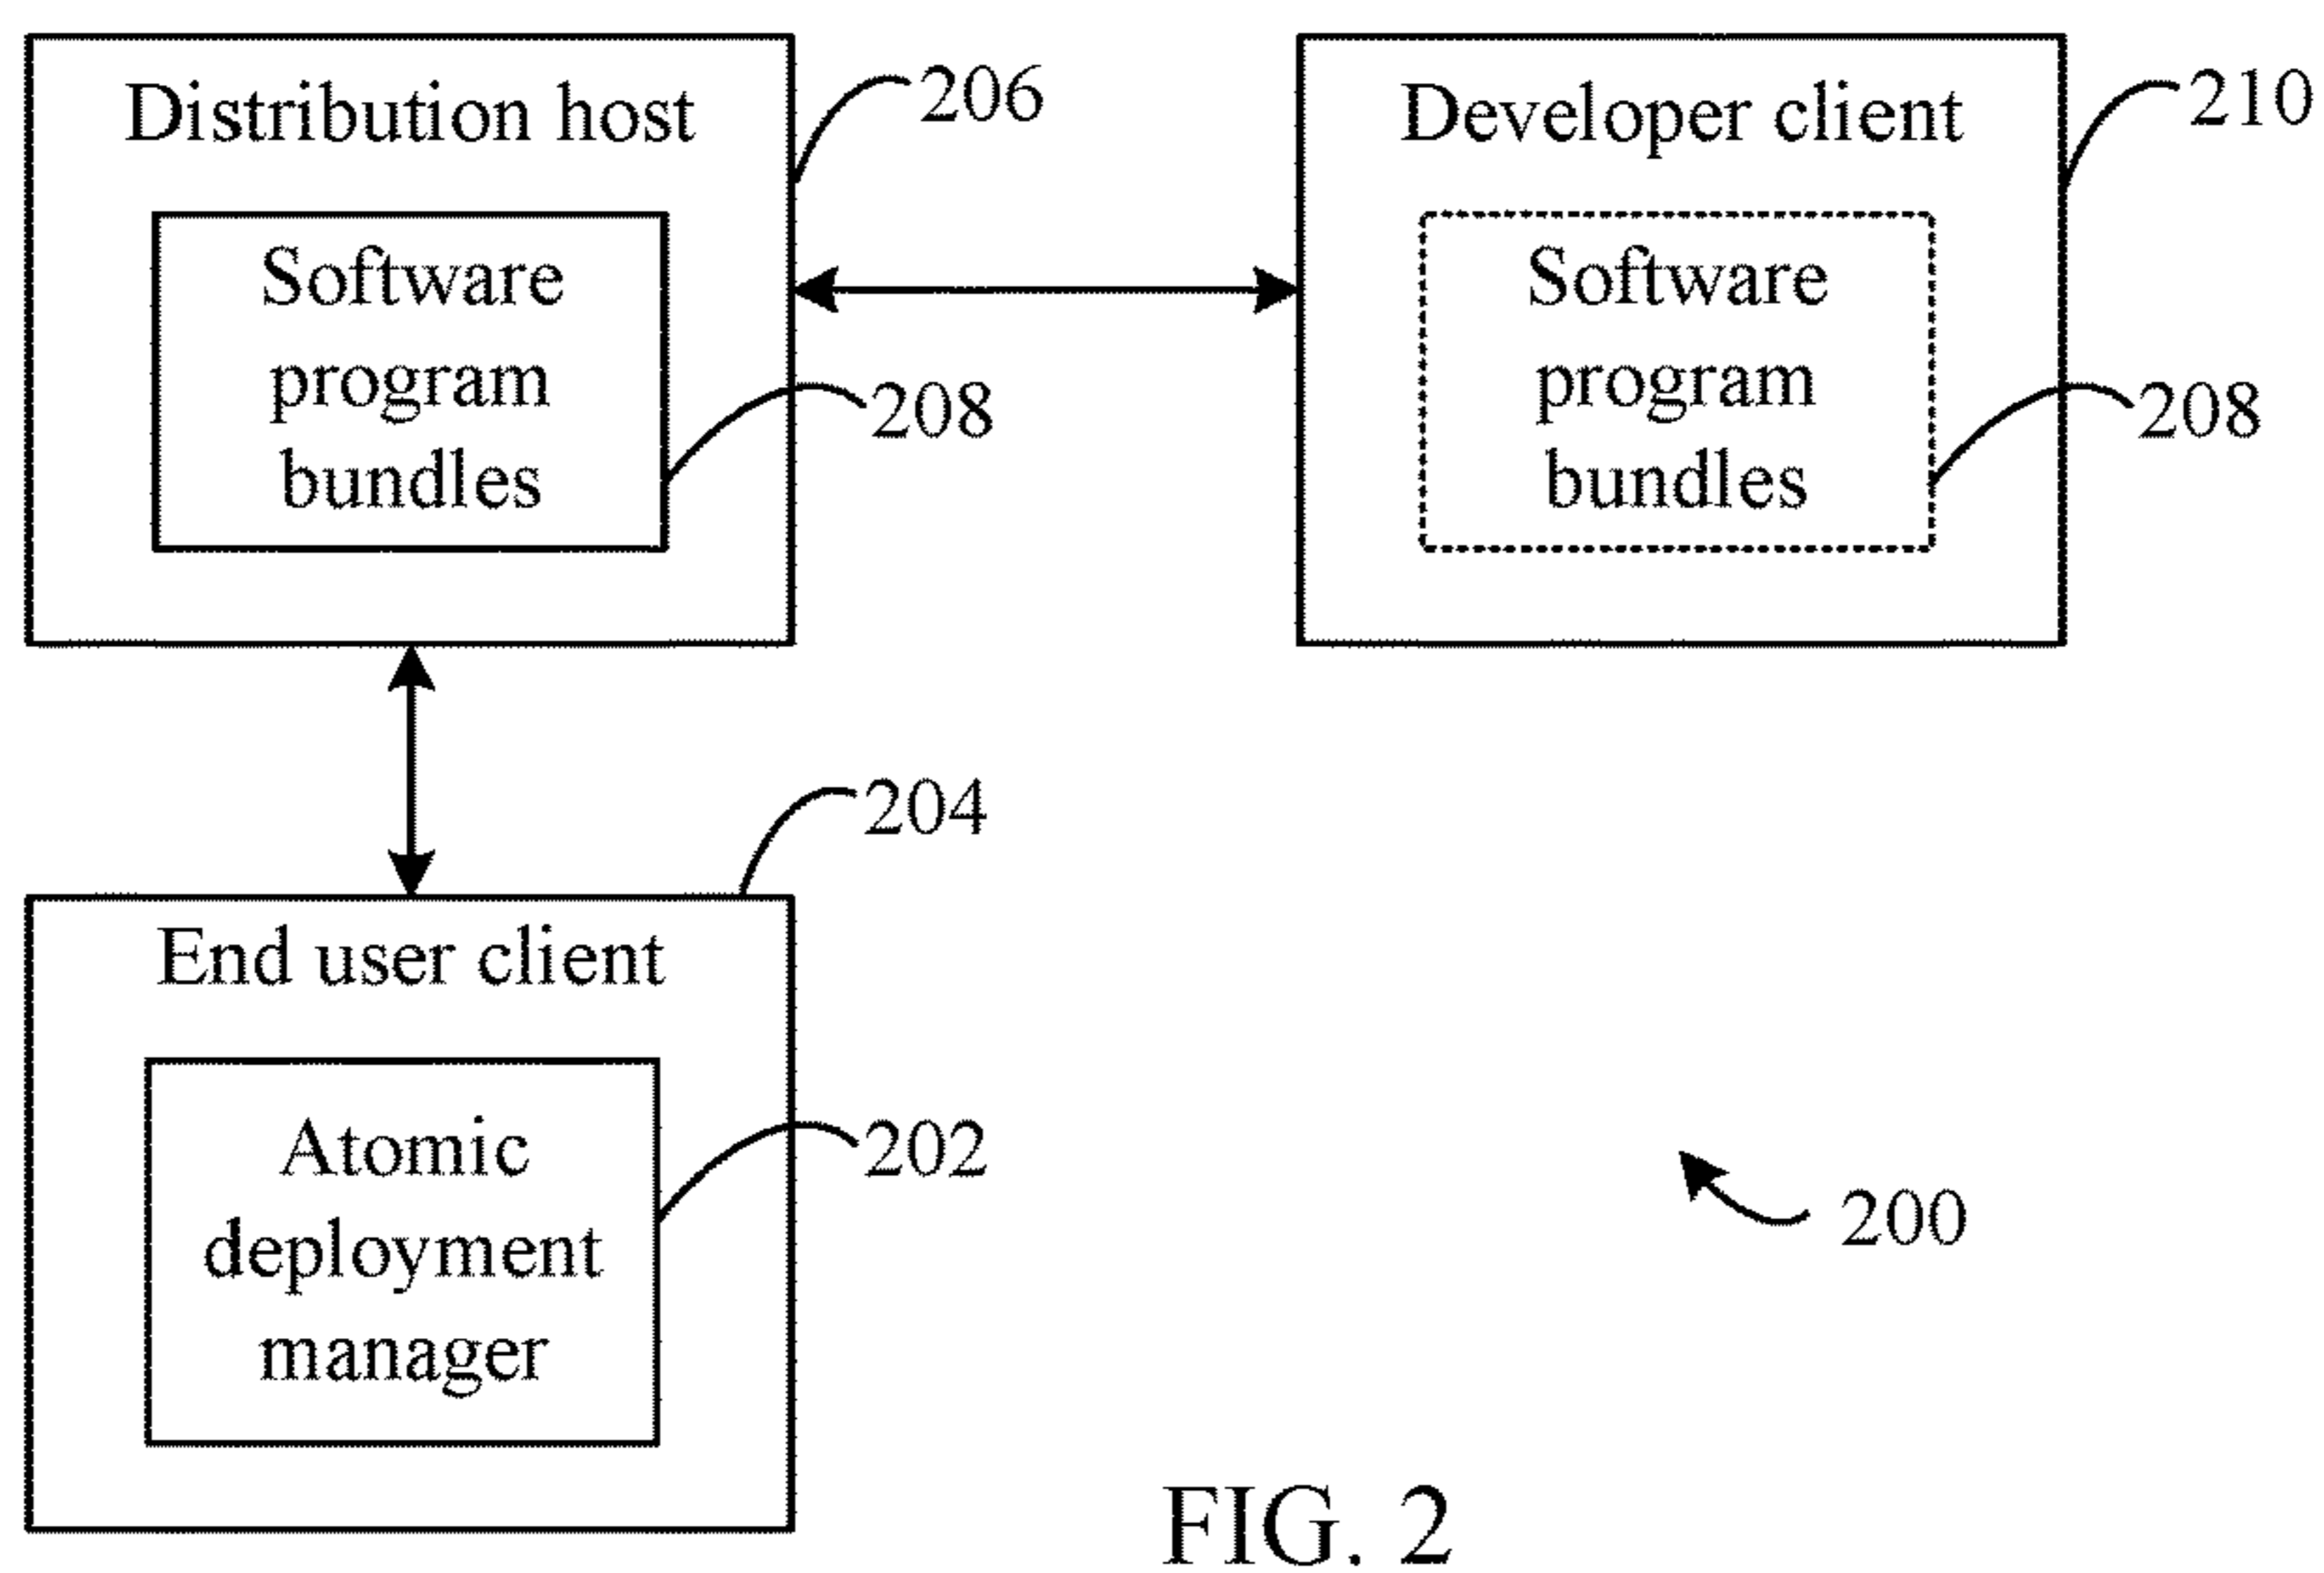 Distribution host
206
Software
program
bundles
208
Developer client
210
Software
program
bundles
208
204
End user client
Atomic
deployment
manager
202
200
FIG. 2